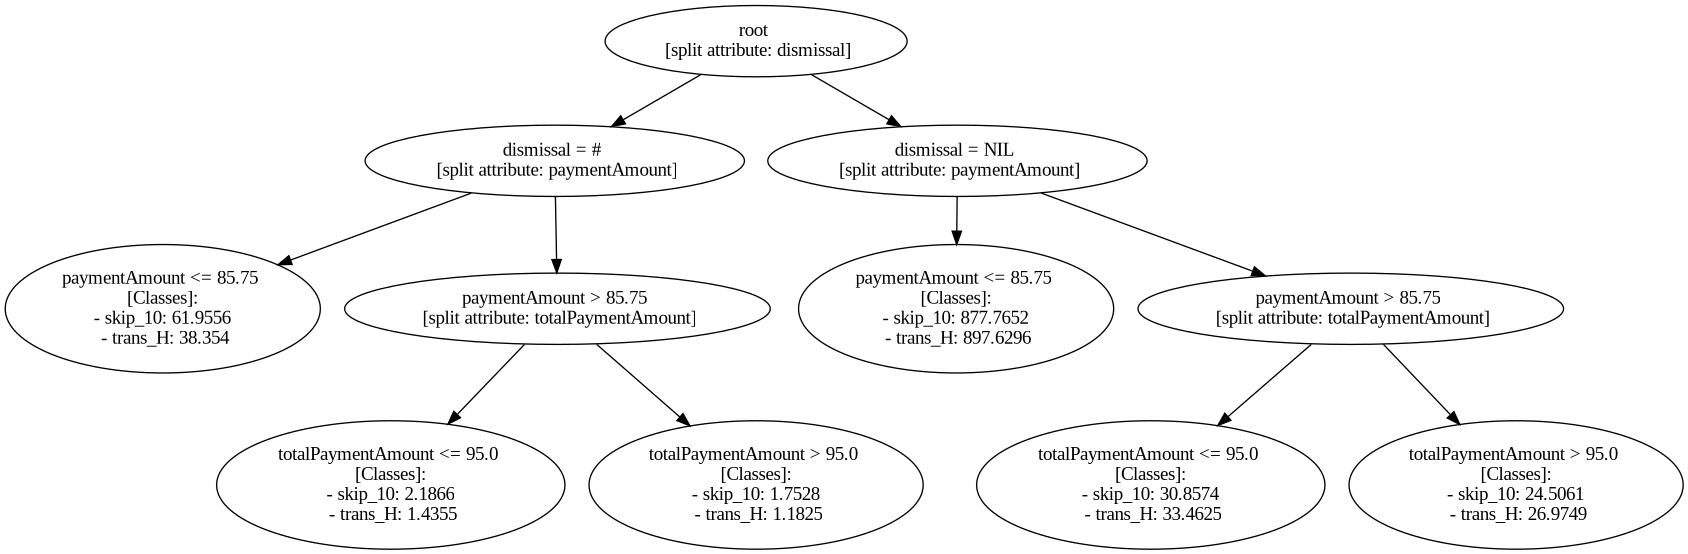 root
[split attribute: dismissal]
dismissal = #
[split attribute: paymentAmount]
dismissal = NIL
[split attribute: paymentAmount]
paymentAmount <= 85.75
[Classes]:
- skip_10: 61.9556
- trans_H: 38.354
paymentAmount > 85.75
[split attribute: totalPaymentAmount]
paymentAmount <= 85.75
[Classes]:
- skip_10: 877.7652
- trans_H: 897.6296
paymentAmount > 85.75
[split attribute: totalPaymentAmount]
totalPaymentAmount <= 95.0
[Classes]:
- skip_10: 2.1866
- trans_H: 1.4355
totalPaymentAmount > 95.0
[Classes]:
- skip_10: 1.7528
- trans_H: 1.1825
totalPaymentAmount <= 95.0
[Classes]:
- skip_10: 30.8574
- trans_H: 33.4625
totalPaymentAmount > 95.0
[Classes]:
- skip_10: 24.5061
- trans_H: 26.9749